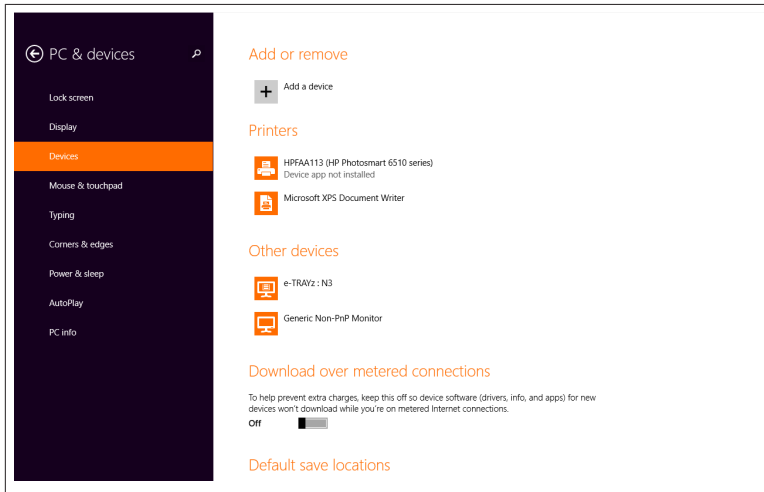 PC & devices
Lock screen
Display
Devices
Mouse & touchpad
Typing
Corners & edges
Power & sleep
AutoPlay
PC info
Add or remove
Add a device
Printers
HPFAA113 (HP Photosmart 6510 series)
Device app not installed
Microsoft XPS Document Writer
Other devices
e-TRAYz : N3
Generic Non-PnP Monitor
Download over metered connections
To help prevent extra charges, keep this off so device software (drivers, info, and apps) for new
devices won't download while you're on metered Internet connections.
Off
Default save locations